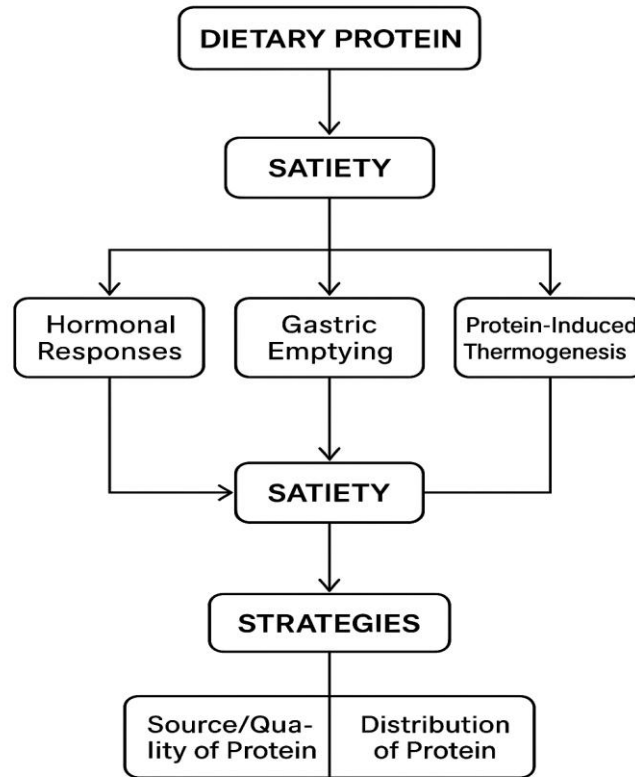 DIETARY PROTEIN
SATIETY
Hormonal
Responses
Gastric
Emptying
Protein-Induced
Thermogenesis
SATIETY
STRATEGIES
Source/Qua-
lity of Protein
Distribution
of Protein